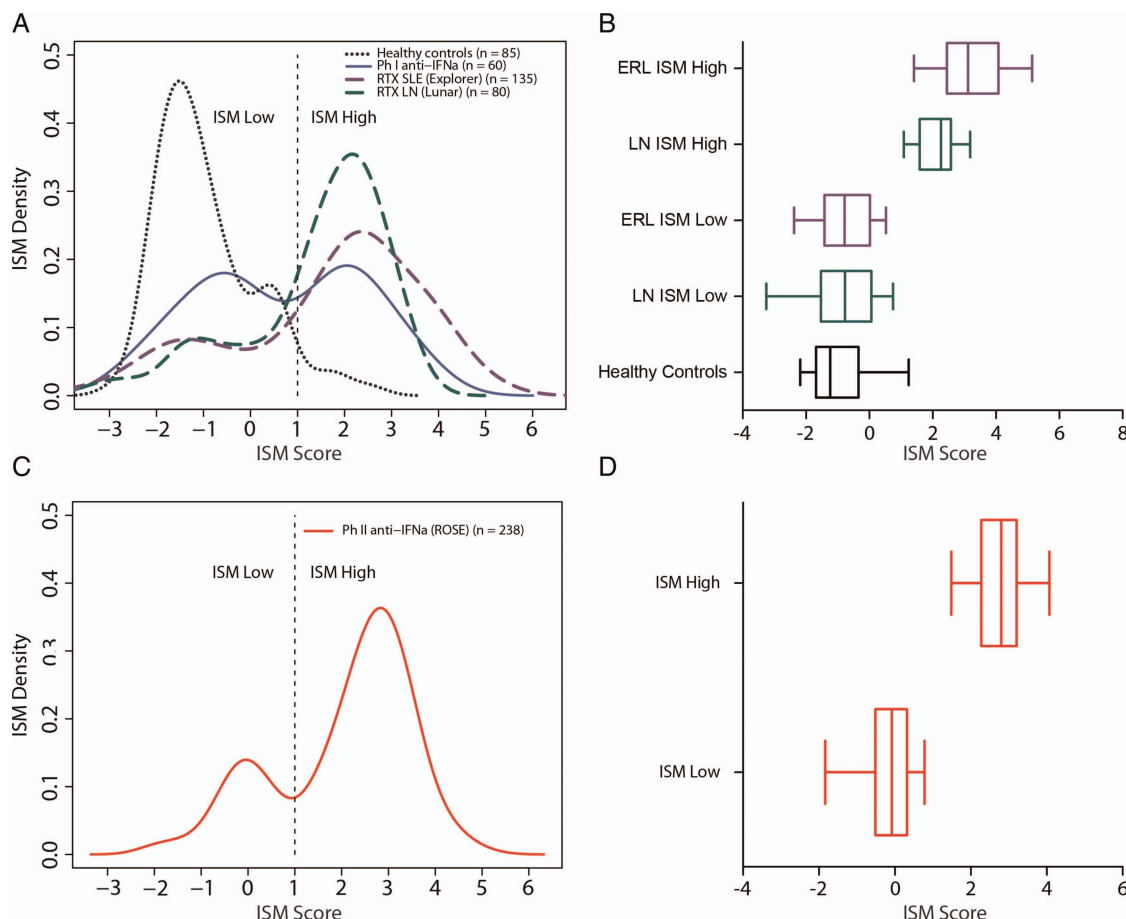 A
0.5
0.4
0.3
0.2
0.1
0.0
ISM Density
Healthy controls (n = 85)
Ph I anti−IFNa (n = 60)
RTX SLE (Explorer) (n = 135)
RTX LN (Lunar) (n = 80)
ISM Low
ISM High
−3 −2 −1 0 1 2 3 4 5 6
ISM Score
B
ERL ISM High
LN ISM High
ERL ISM Low
LN ISM Low
Healthy Controls
-4 -2 0 2 4 6 8
ISM Score
C
0.5
0.4
0.3
0.2
0.1
0.0
ISM Density
Ph II anti−IFNa (ROSE) (n = 238)
ISM Low
ISM High
−3 −2 −1 0 1 2 3 4 5 6
ISM Score
D
ISM High
ISM Low
-4 -2 0 2 4 6
ISM Score